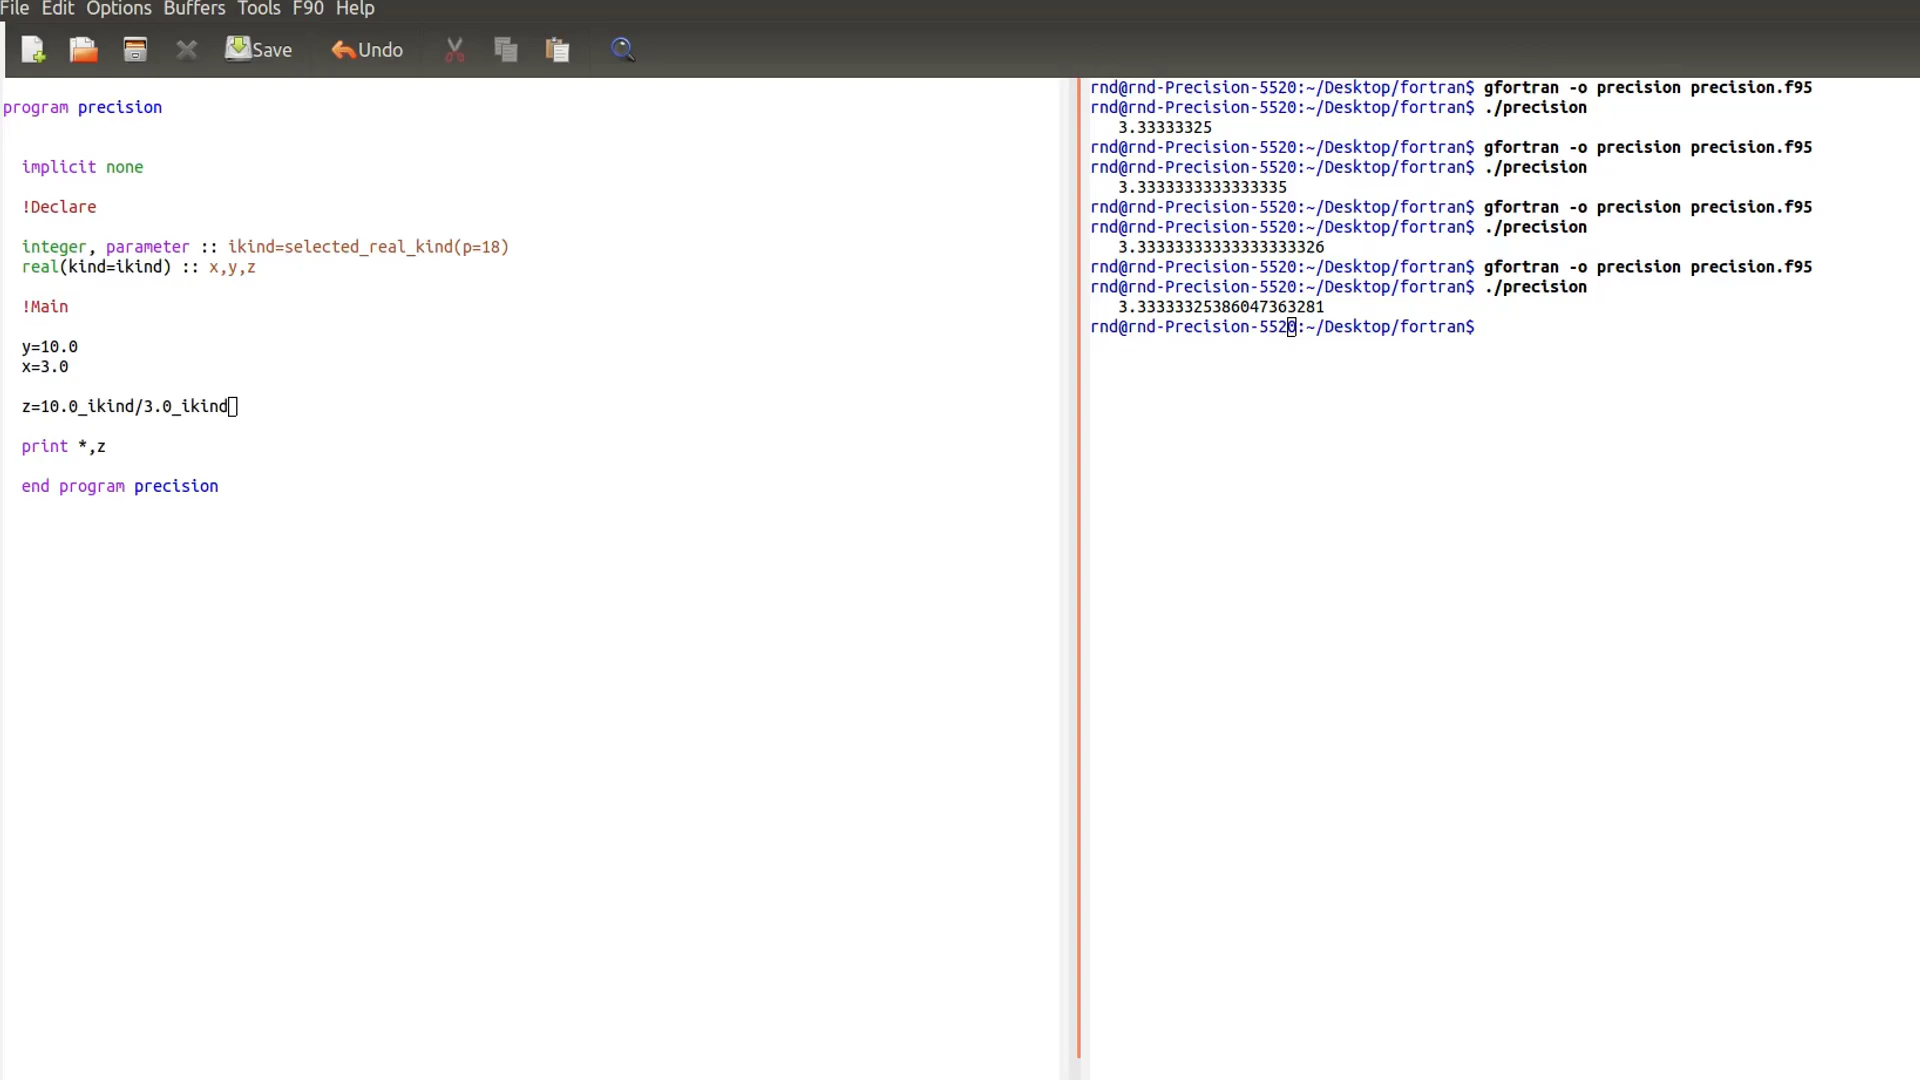 File Edit Options Buffers Tools F90 Help
Save Undo
program precision
implicit none
!Declare
integer, parameter :: ikind=selected_real_kind(p=18)
real(kind=ikind) :: x,y,z
!Main
y=10.0
x=3.0
z=10.0_ikind/3.0_ikind
print *,z
end program precision
rnd@rnd-Precision-5520:~/Desktop/fortran$ gfortran -o precision precision.f95
rnd@rnd-Precision-5520:~/Desktop/fortran$ ./precision
3.33333325
rnd@rnd-Precision-5520:~/Desktop/fortran$ gfortran -o precision precision.f95
rnd@rnd-Precision-5520:~/Desktop/fortran$ ./precision
3.3333333333333335
rnd@rnd-Precision-5520:~/Desktop/fortran$ gfortran -o precision precision.f95
rnd@rnd-Precision-5520:~/Desktop/fortran$ ./precision
3.33333333333333333326
rnd@rnd-Precision-5520:~/Desktop/fortran$ gfortran -o precision precision.f95
rnd@rnd-Precision-5520:~/Desktop/fortran$ ./precision
3.33333325386047363281
rnd@rnd-Precision-5520:~/Desktop/fortran$